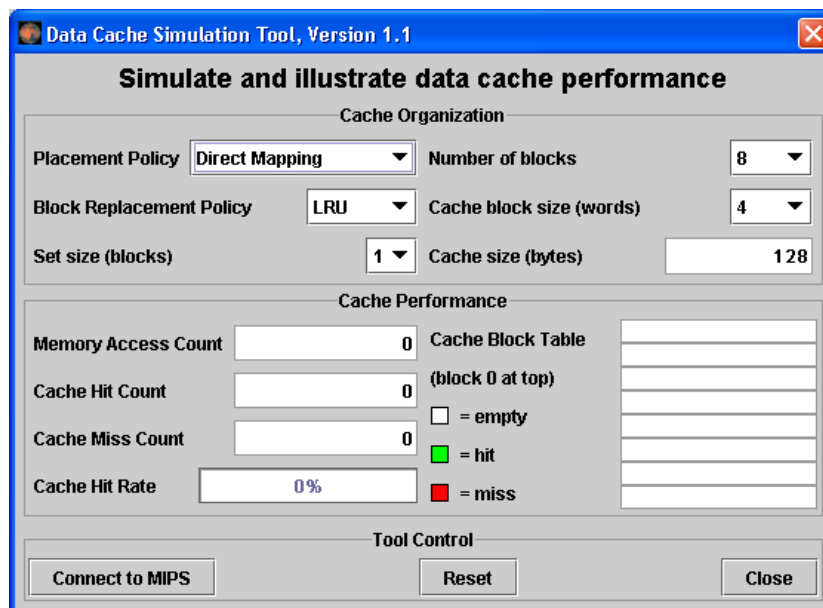 Data Cache Simulation Tool, Version 1.1
Simulate and illustrate data cache performance
Cache Organization
Placement Policy Direct Mapping Number of blocks 8
Block Replacement Policy LRU Cache block size (words) 4
Set size (blocks) 1 Cache size (bytes) 128
Cache Performance
Memory Access Count 0 Cache Block Table
(block 0 at top)
Cache Hit Count 0
= empty
Cache Miss Count 0
= hit
Cache Hit Rate 0%
= miss
Tool Control
Connect to MIPS Reset Close